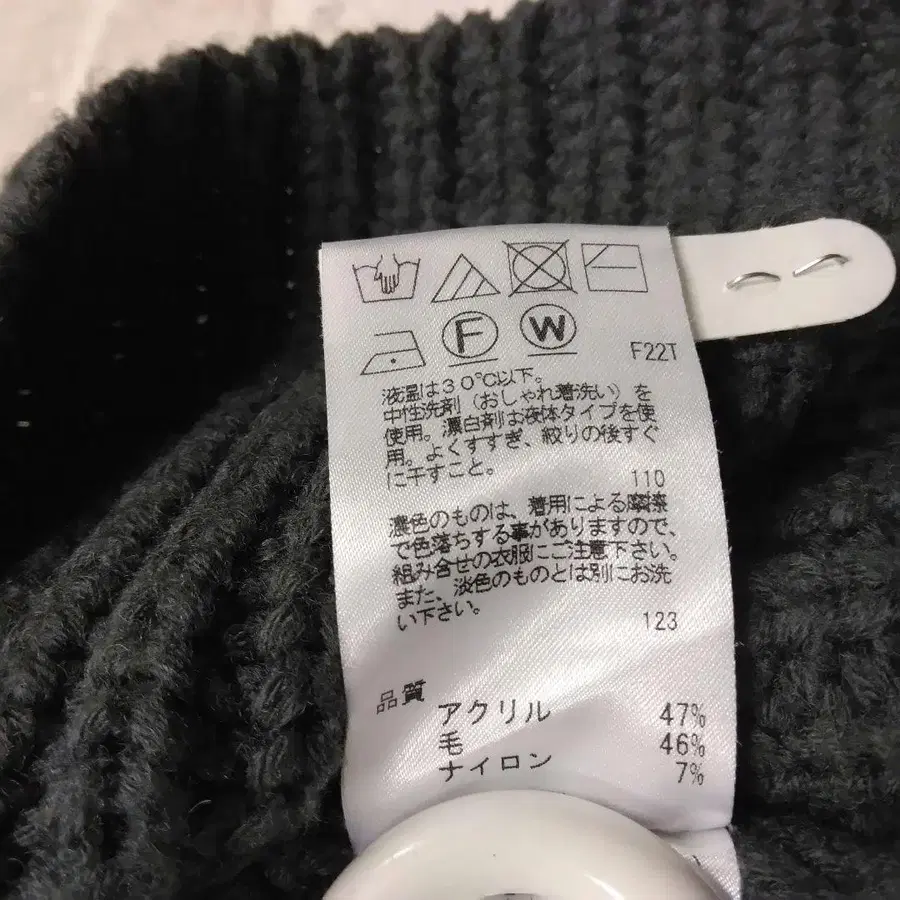 F
W
F22T
液温は30℃以下。
中性洗剤（おしゃれ着洗い）を
使用。漂白剤は液体タイプを使
用。よくすすぎ、絞りの後すぐ
に干すこと。
110
濃色のものは、着用による摩擦
で色落ちする事がありますので、
組み合せの衣服にご注意下さい。
また、淡色のものとは別にお洗
い下さい。
123
品質
アクリル 47%
毛 46%
ナイロン 7%